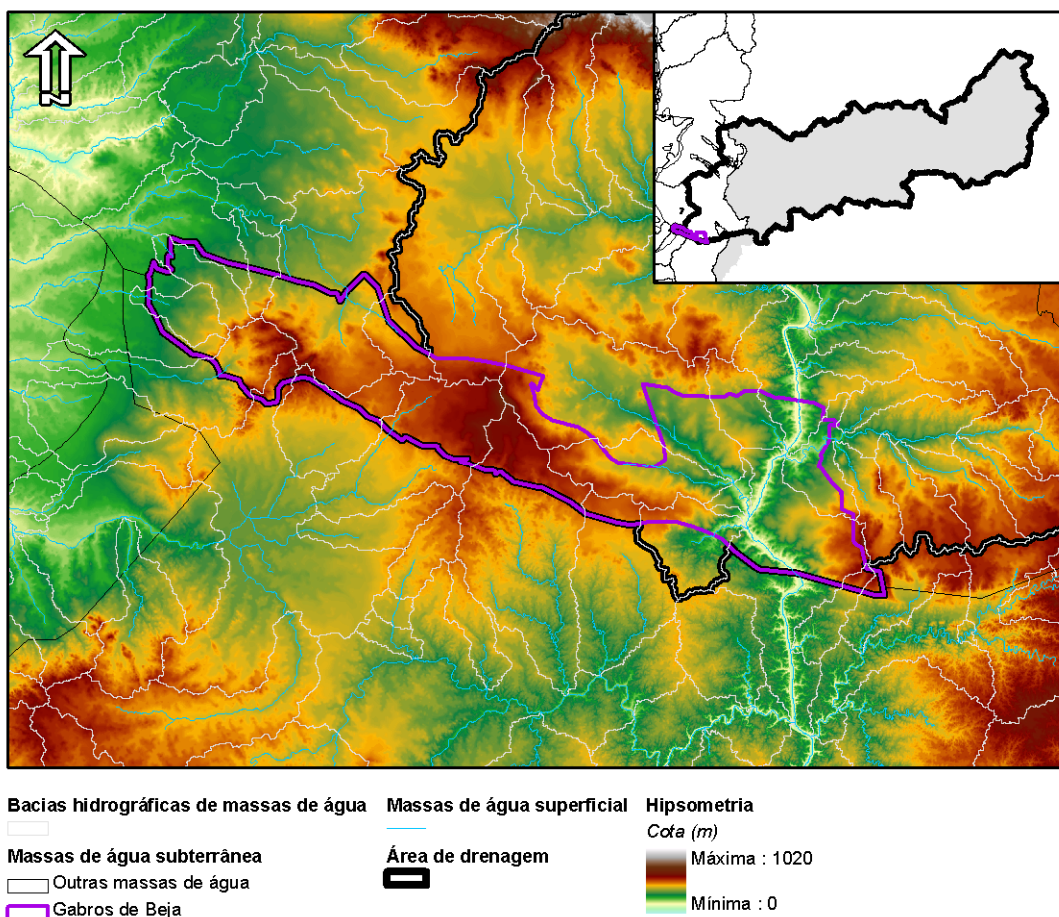 N
Bacias hidrográficas de massas de água
Massas de água superficial
Hipsometria
Cota (m)
Massas de água subterrânea
Área de drenagem
Máxima : 1020
Outras massas de água
Gabros de Beja
Mínima : 0